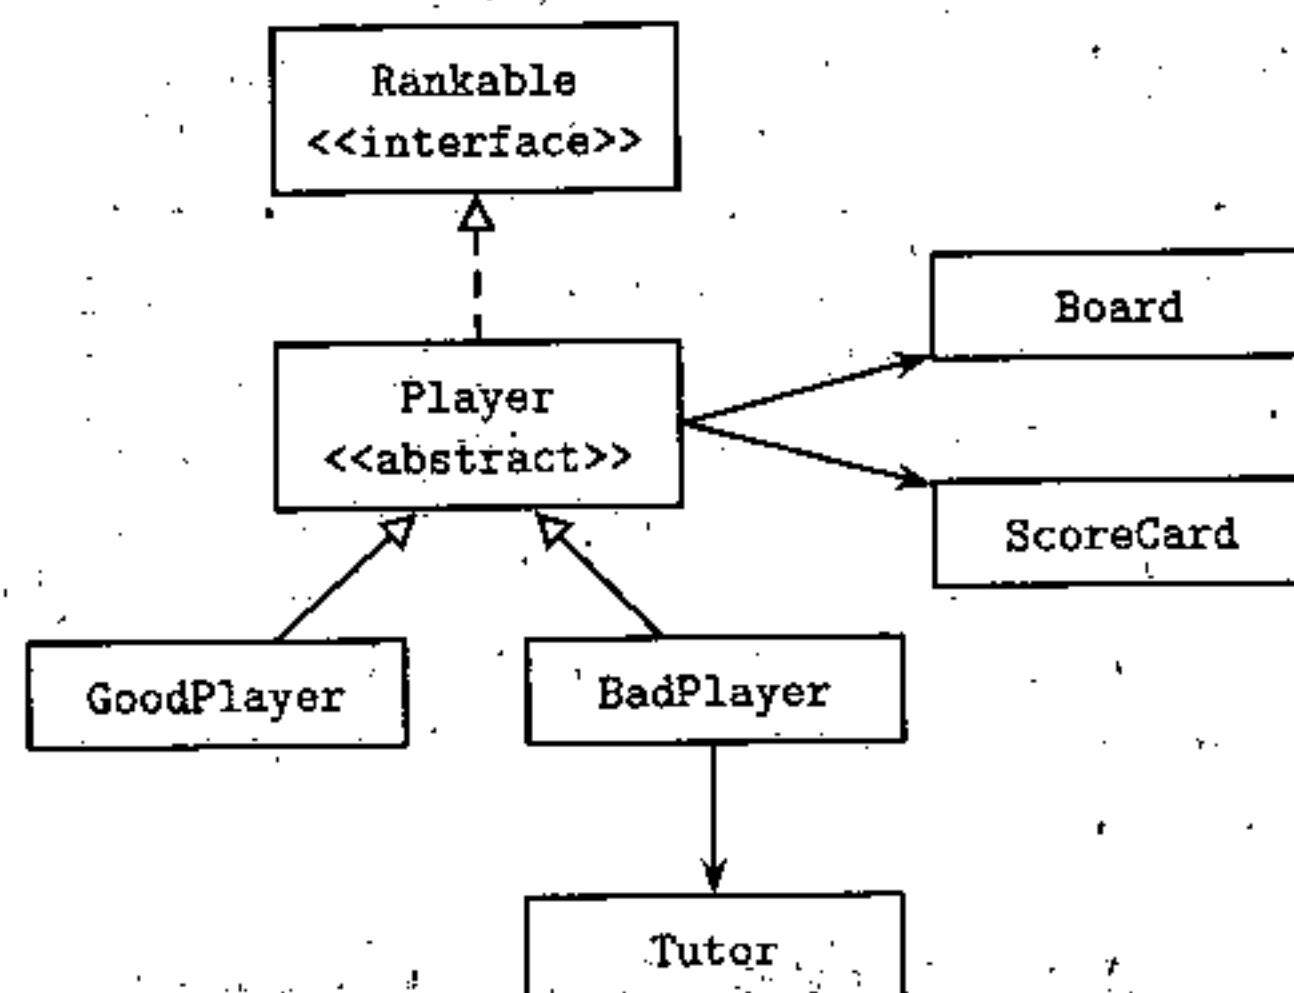 Rankable
<<interface>>
Board
Player
<<abstract>>
ScoreCard
GoodPlayer
BadPlayer
Tutor